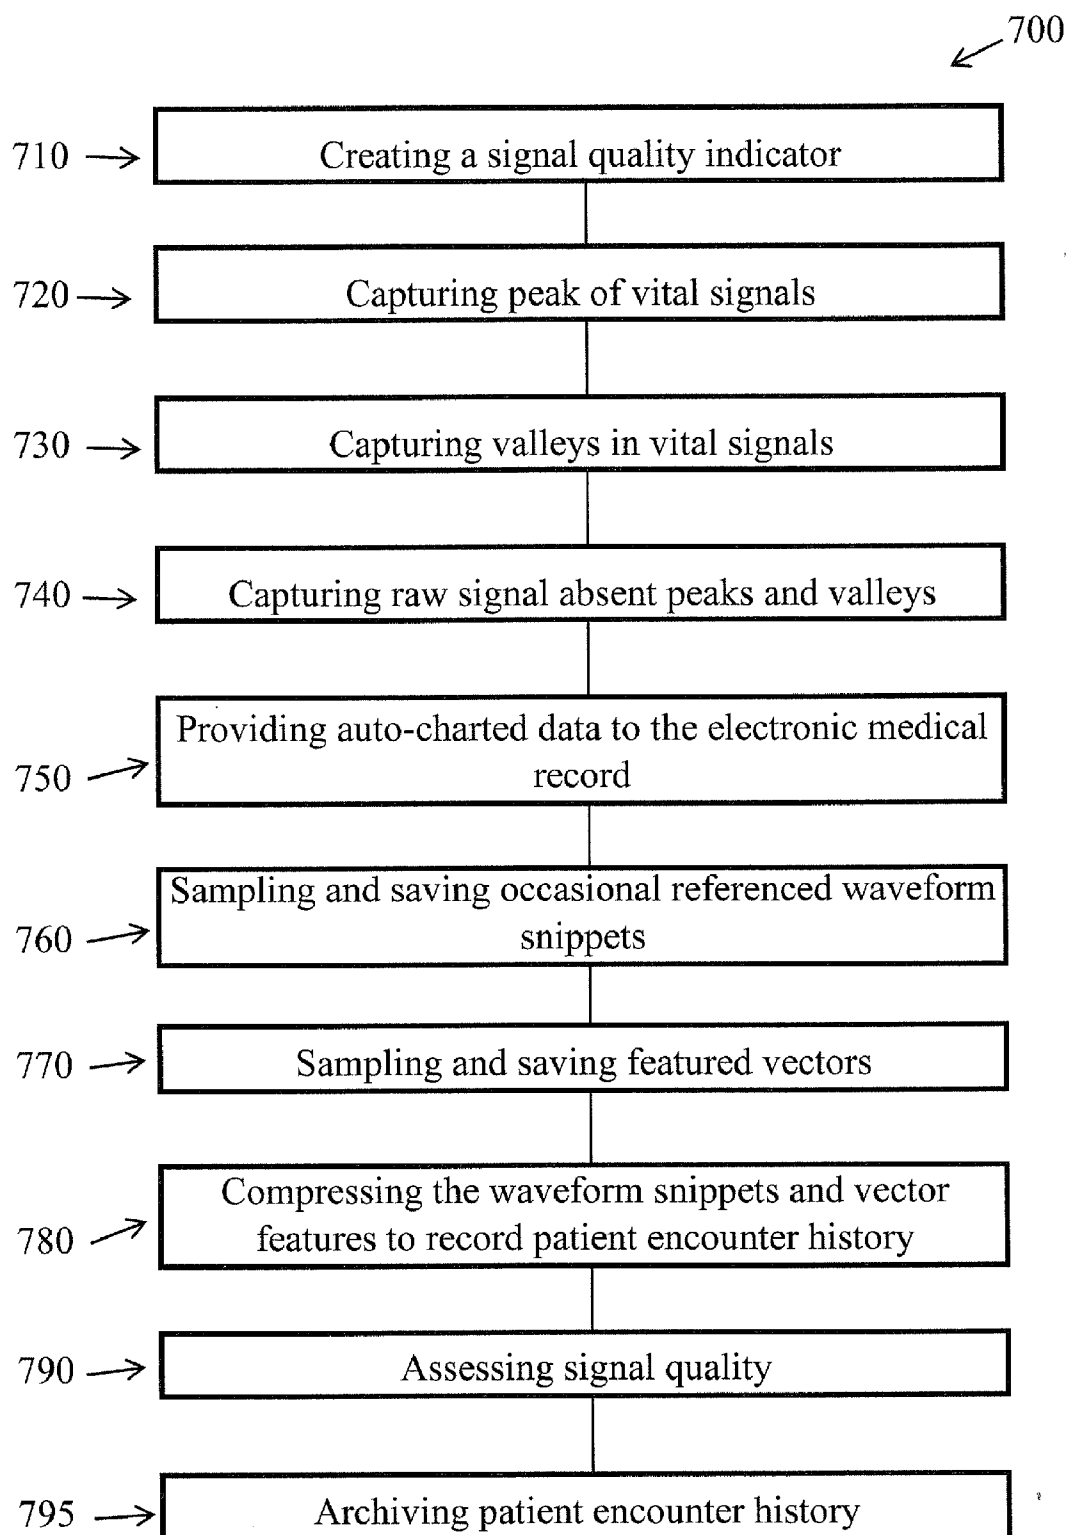 700
710
Creating a signal quality indicator
720
Capturing peak of vital signals
730
Capturing valleys in vital signals
740
Capturing raw signal absent peaks and valleys
750
Providing auto-charted data to the electronic medical
record
760
Sampling and saving occasional referenced waveform
snippets
770
Sampling and saving featured vectors
780
Compressing the waveform snippets and vector
features to record patient encounter history
790
Assessing signal quality
795
Archiving patient encounter history